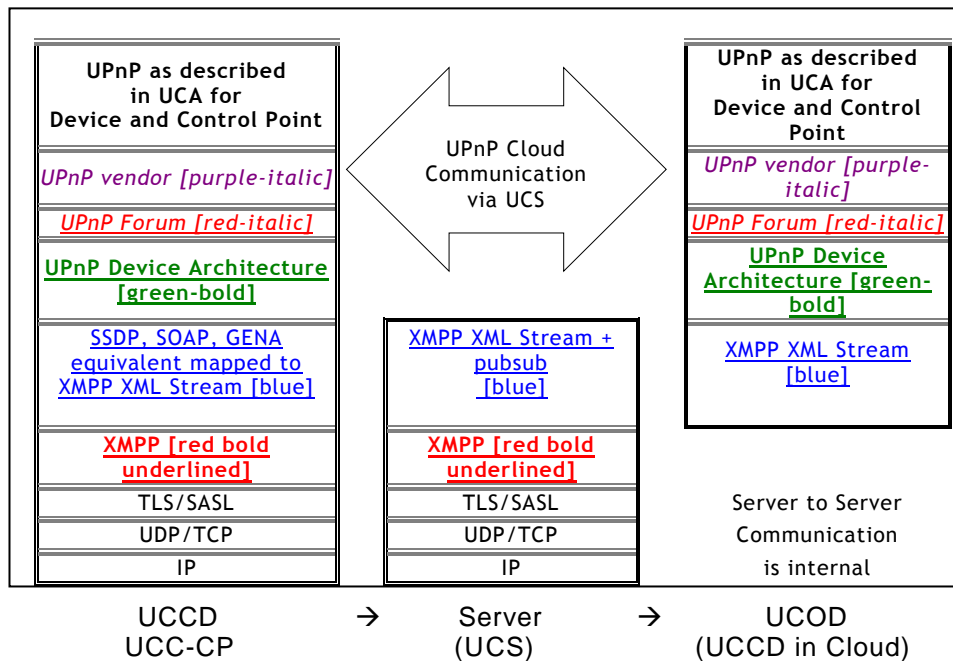 UPnP as described
in UCA for
Device and Control Point
UPnP vendor [purple-italic]
UPnP Forum [red-italic]
UPnP Device Architecture
[green-bold]
SSDP, SOAP, GENA
equivalent mapped to
XMPP XML Stream [blue]
XMPP [red bold
underlined]
TLS/SASL
UDP/TCP
IP
UCCD
UCC-CP
UPnP Cloud
Communication
via UCS
XMPP XML Stream +
pubsub
[blue]
XMPP [red bold
underlined]
TLS/SASL
UDP/TCP
IP
→
Server
(UCS)
→
UPnP as described
in UCA for
Device and Control
Point
UPnP vendor [purple-
italic]
UPnP Forum [red-italic]
UPnP Device
Architecture [green-
bold]
XMPP XML Stream
[blue]
Server to Server
Communication
is internal
UCOD
(UCCD in Cloud)